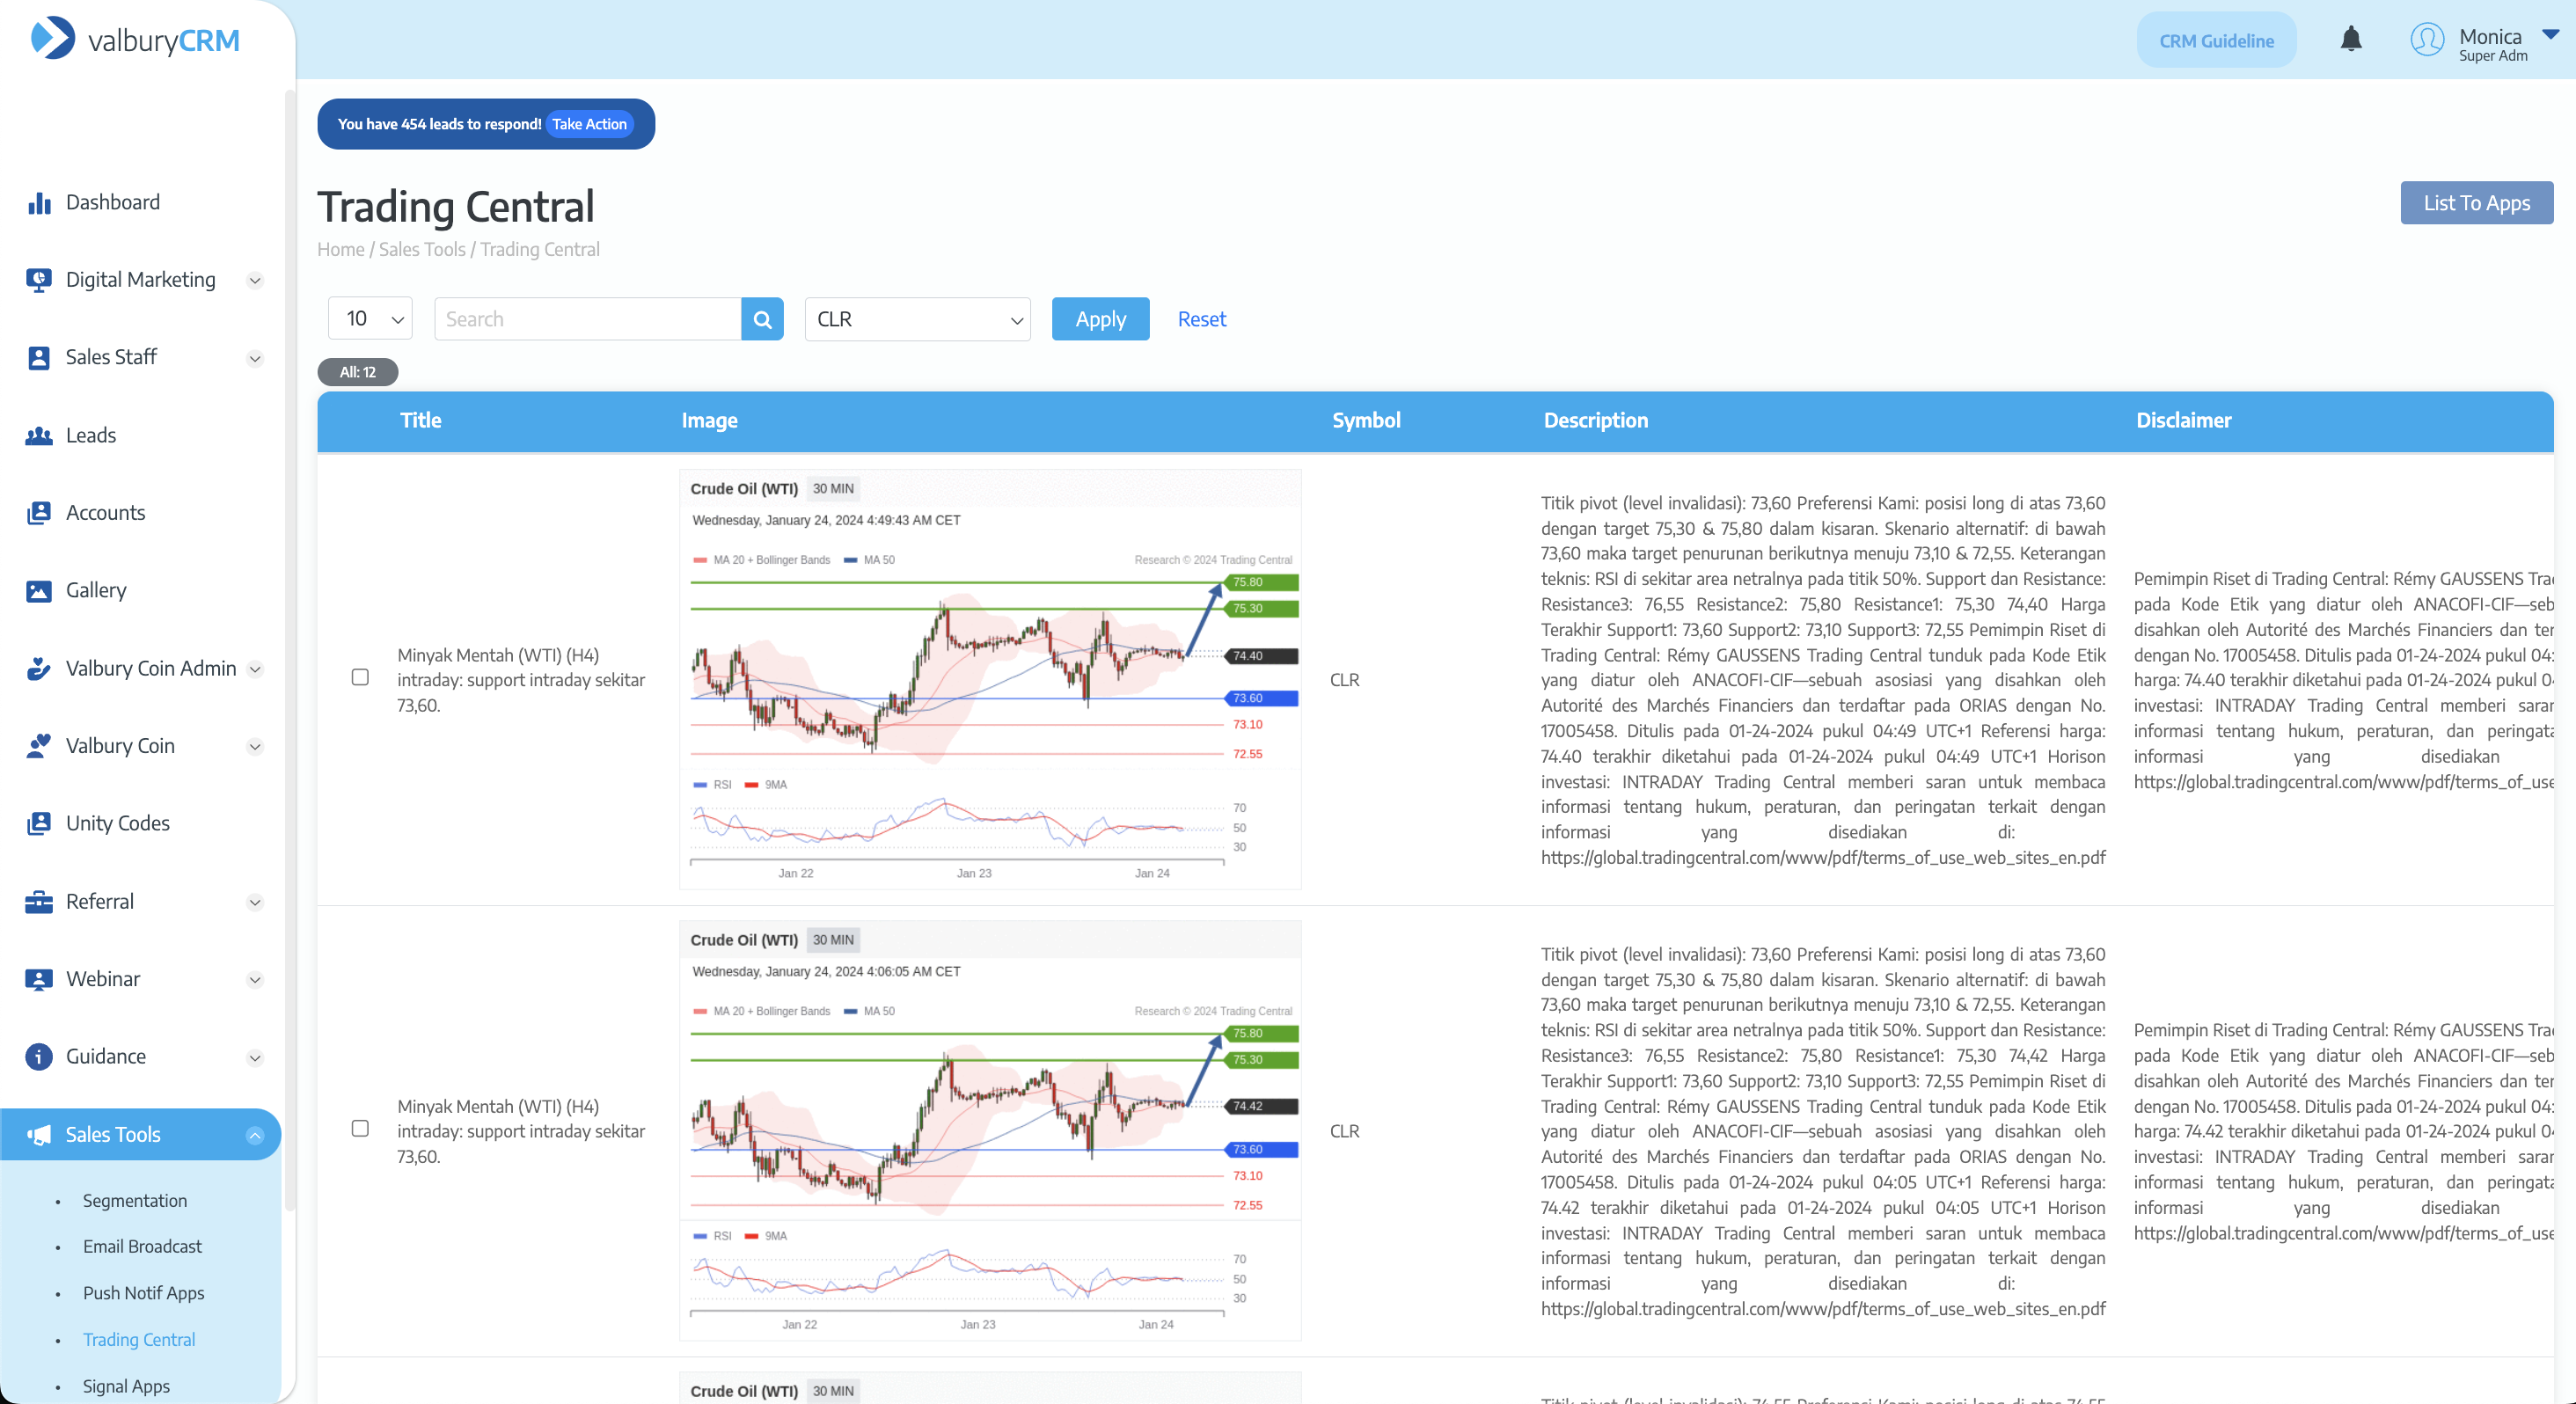 valburyCRM
CRM Guideline
Monica
Super Adm
You have 454 leads to respond! Take Action
Dashboard
Digital Marketing
Sales Staff
Leads
Accounts
Gallery
Valbury Coin Admin
Valbury Coin
Unity Codes
Referral
Webinar
Guidance
Sales Tools
Segmentation
Email Broadcast
Push Notif Apps
Trading Central
Signal Apps
Trading Central
List To Apps
Home / Sales Tools / Trading Central
10
Search
CLR
Apply
Reset
All: 12
Title
Image
Symbol
Description
Disclaimer
Minyak Mentah (WTI) (H4)
intraday: support intraday sekitar
73,60.
Crude Oil (WTI) 30 MIN
Wednesday, January 24, 2024 4:49:43 AM CET
MA 20 + Bollinger Bands MA 50
Research © 2024 Trading Central
75.80
75.30
74.40
73.60
73.10
72.55
RSI 9MA
70
50
30
Jan 22 Jan 23 Jan 24
CLR
Titik pivot (level invalidasi): 73,60 Preferensi Kami: posisi long di atas 73,60
dengan target 75,30 & 75,80 dalam kisaran. Skenario alternatif: di bawah
73,60 maka target penurunan berikutnya menuju 73,10 & 72,55. Keterangan
teknis: RSI di sekitar area netralnya pada titik 50%. Support dan Resistance:
Resistance3: 76,55 Resistance2: 75,80 Resistance1: 75,30 74,40 Harga
Terakhir Support1: 73,60 Support2: 73,10 Support3: 72,55 Pemimpin Riset di
Trading Central: Rémy GAUSSENS Trading Central tunduk pada Kode Etik
yang diatur oleh ANACOFI-CIF—sebuah asosiasi yang disahkan oleh
Autorité des Marchés Financiers dan terdaftar pada ORIAS dengan No.
17005458. Ditulis pada 01-24-2024 pukul 04:49 UTC+1 Referensi harga:
74.40 terakhir diketahui pada 01-24-2024 pukul 04:49 UTC+1 Horison
investasi: INTRADAY Trading Central memberi saran untuk membaca
informasi tentang hukum, peraturan, dan peringatan terkait dengan
informasi yang disediakan di:
https://global.tradingcentral.com/www/pdf/terms_of_use_web_sites_en.pdf
Pemimpin Riset di Trading Central: Rémy GAUSSENS
pada Kode Etik yang diatur oleh ANACOFI-CIF—seb
disahkan oleh Autorité des Marchés Financiers dan
dengan No. 17005458. Ditulis pada 01-24-2024 pukul 04:
harga: 74.40 terakhir diketahui pada 01-24-2024 pukul
investasi: INTRADAY Trading Central memberi
informasi tentang hukum, peraturan, dan
informasi yang disediakan
https://global.tradingcentral.com/www/pdf/terms_of_use
Minyak Mentah (WTI) (H4)
intraday: support intraday sekitar
73,60.
Crude Oil (WTI) 30 MIN
Wednesday, January 24, 2024 4:06:05 AM CET
MA 20 + Bollinger Bands MA 50
Research © 2024 Trading Central
75.80
75.30
74.42
73.60
73.10
72.55
RSI 9MA
70
50
30
Jan 22 Jan 23 Jan 24
CLR
Titik pivot (level invalidasi): 73,60 Preferensi Kami: posisi long di atas 73,60
dengan target 75,30 & 75,80 dalam kisaran. Skenario alternatif: di bawah
73,60 maka target penurunan berikutnya menuju 73,10 & 72,55. Keterangan
teknis: RSI di sekitar area netralnya pada titik 50%. Support dan Resistance:
Resistance3: 76,55 Resistance2: 75,80 Resistance1: 75,30 74,42 Harga
Terakhir Support1: 73,60 Support2: 73,10 Support3: 72,55 Pemimpin Riset di
Trading Central: Rémy GAUSSENS Trading Central tunduk pada Kode Etik
yang diatur oleh ANACOFI-CIF—sebuah asosiasi yang disahkan oleh
Autorité des Marchés Financiers dan terdaftar pada ORIAS dengan No.
17005458. Ditulis pada 01-24-2024 pukul 04:05 UTC+1 Referensi harga:
74.42 terakhir diketahui pada 01-24-2024 pukul 04:05 UTC+1 Horison
investasi: INTRADAY Trading Central memberi saran untuk membaca
informasi tentang hukum, peraturan, dan peringatan terkait dengan
informasi yang disediakan di:
https://global.tradingcentral.com/www/pdf/terms_of_use_web_sites_en.pdf
Pemimpin Riset di Trading Central: Rémy GAUSSENS
pada Kode Etik yang diatur oleh ANACOFI-CIF—seb
disahkan oleh Autorité des Marchés Financiers dan
dengan No. 17005458. Ditulis pada 01-24-2024 pukul 04:
harga: 74.42 terakhir diketahui pada 01-24-2024 pukul
investasi: INTRADAY Trading Central memberi
informasi tentang hukum, peraturan, dan
informasi yang disediakan
https://global.tradingcentral.com/www/pdf/terms_of_use
Crude Oil (WTI) 30 MIN